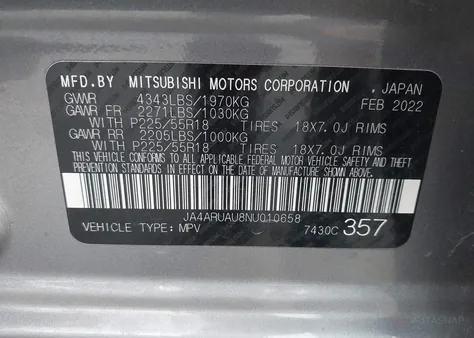 MFD.BY MITSUBISHI MOTORS CORPORATION , JAPAN
GVWR 4343LBS/1970KG FEB 2022
GAWR FR 2271LBS/1030KG
WITH P225/55R18 TIRES 18X7.0J RIMS
GAWR RR 2205LBS/1000KG
WITH P225/55R18 TIRES 18X7.0J RIMS
THIS VEHICLE CONFORMS TO ALL APPLICABLE FEDERAL MOTOR VEHICLE SAFETY AND THEFT
PREVENTION STANDARDS IN EFFECT ON THE DATE OF MANUFACTURE SHOWN ABOVE.
JA4ARUAU8NU010658
VEHICLE TYPE: MPV 7430C 357